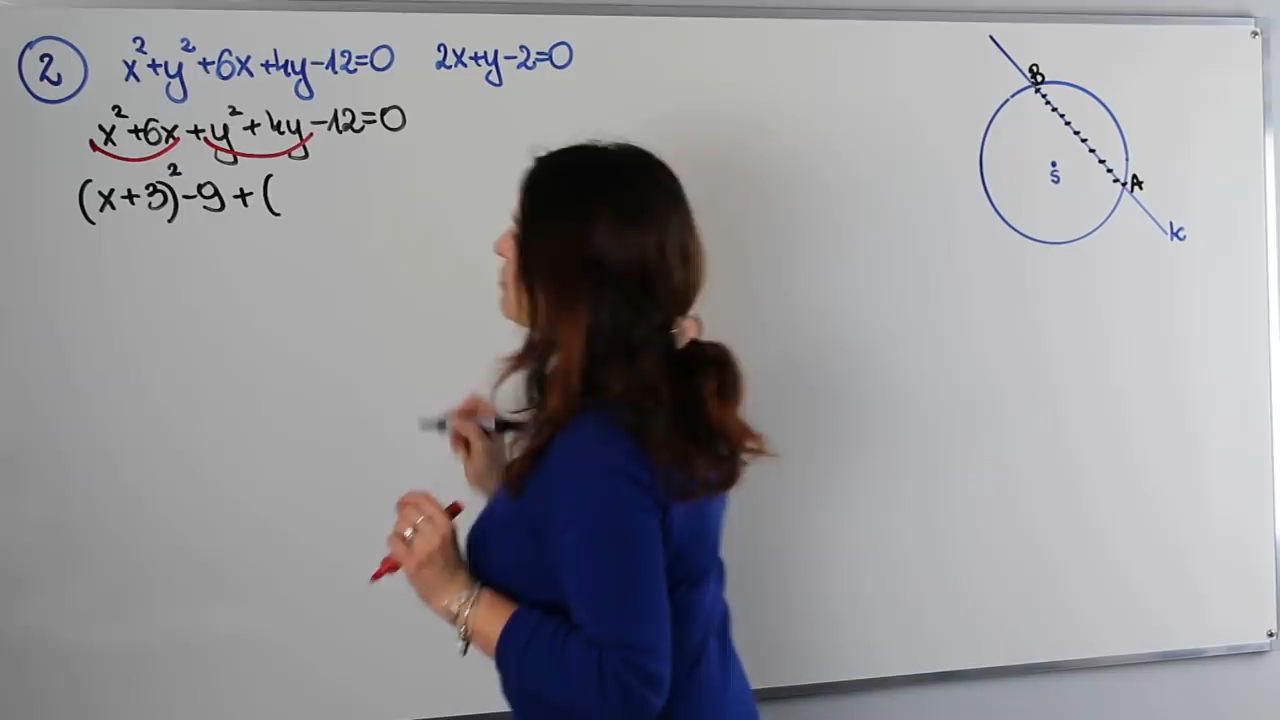 2 x²+y²+6x+4y-12=0 2x+y-2=0
x²+6x+y²+4y-12=0
(x+3)²-9+(
B
S
A
k